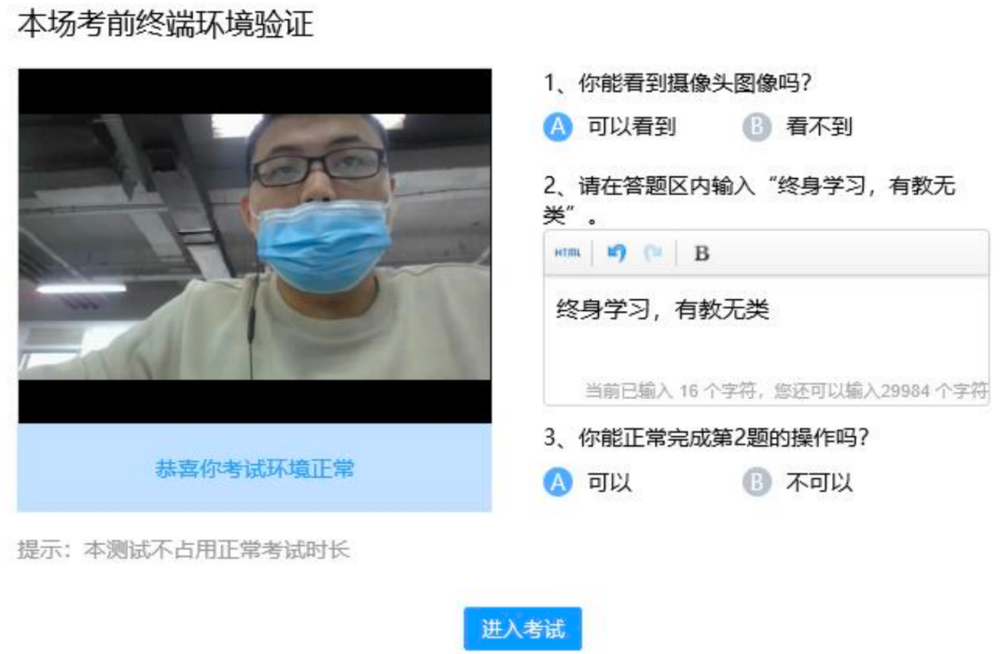 本场考前终端环境验证
1、你能看到摄像头图像吗？
A 可以看到 B 看不到
2、请在答题区内输入“终身学习，有教无
类”。
HTML B
终身学习，有教无类
当前已输入 16 个字符，您还可以输入29984 个字符
3、你能正常完成第2题的操作吗？
A 可以 B 不可以
恭喜你考试环境正常
提示：本测试不占用正常考试时长
进入考试